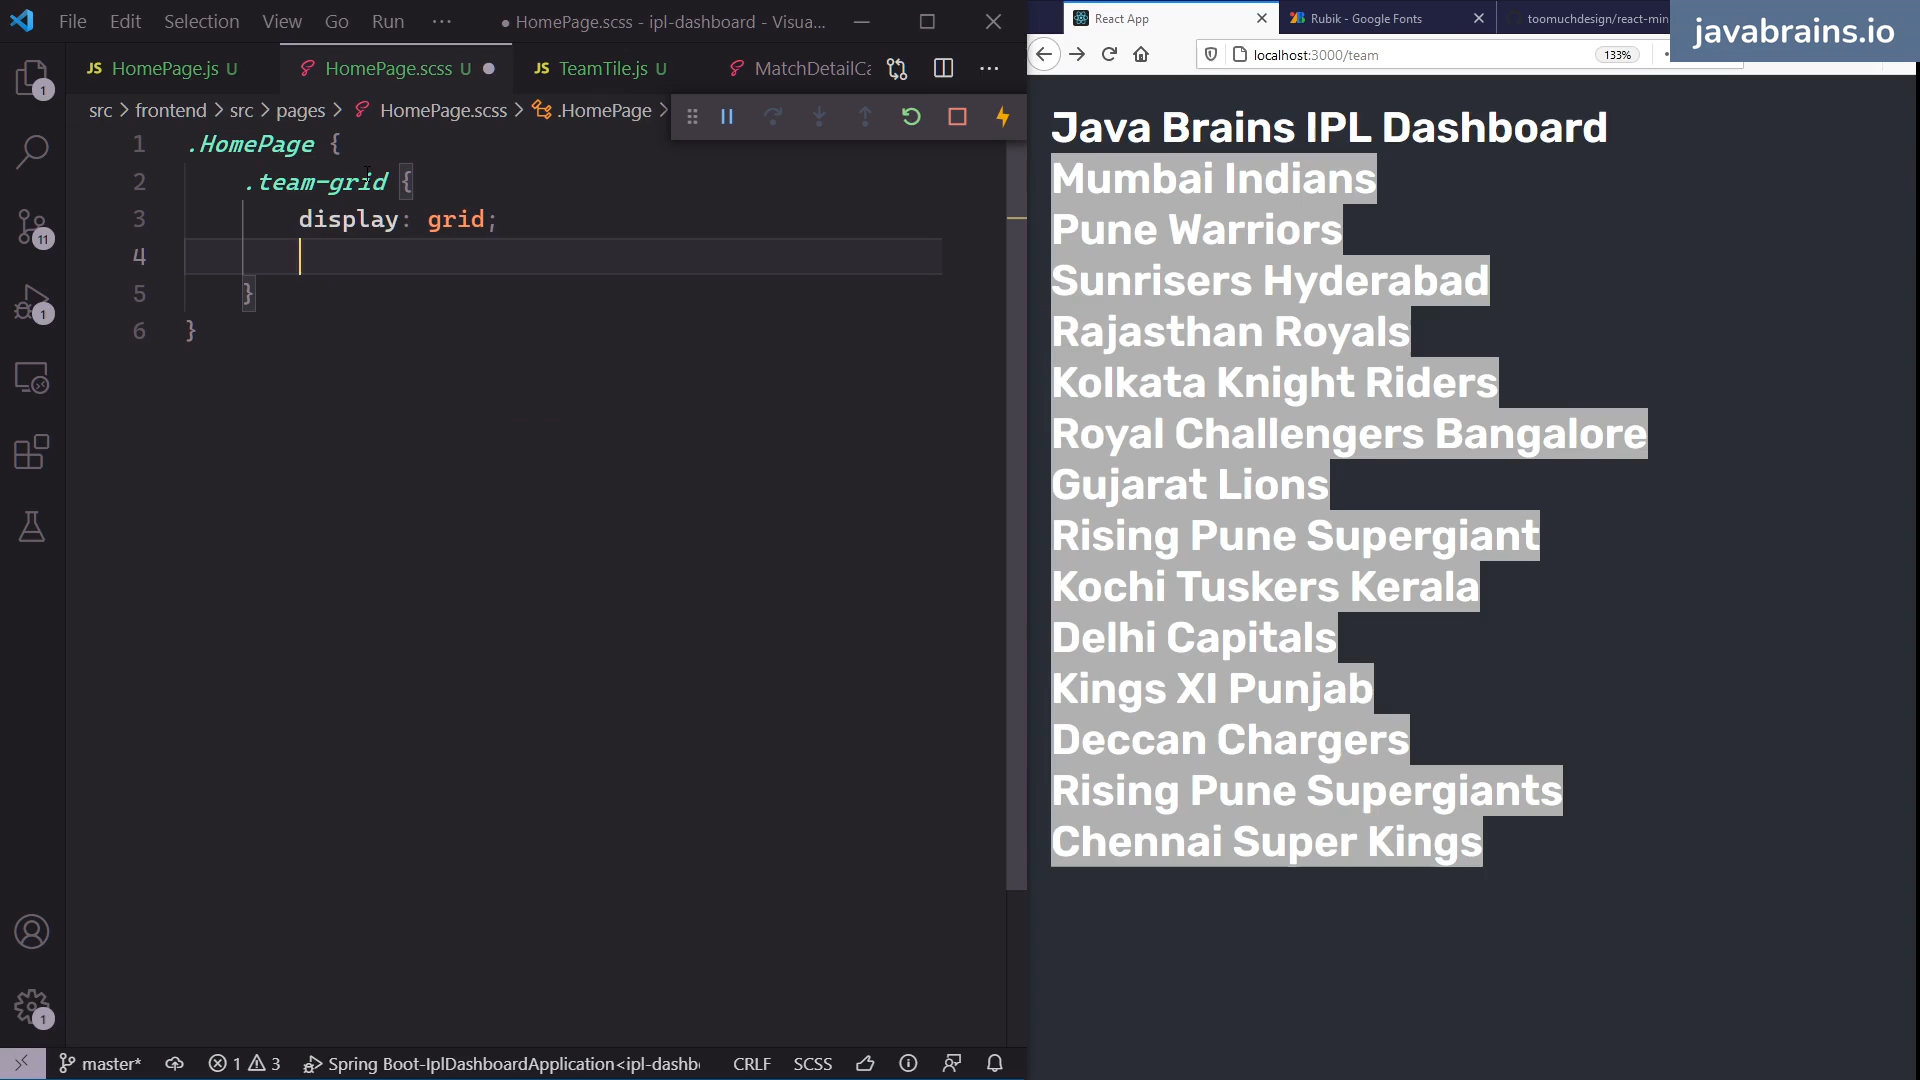 File Edit Selection View Go Run ··· ● HomePage.scss - ipl-dashboard - Visua...
JS HomePage.js U HomePage.scss U ● JS TeamTile.js U MatchDetailCa
src > frontend > src > pages > HomePage.scss > .HomePage >
1 .HomePage {
2 .team-grid {
3 display: grid;
4
5 }
6 }
1
11
1
1
master* 1 3 Spring Boot-IplDashboardApplication<ipl-dashb CRLF SCSS
React App Rubik - Google Fonts toomuchdesign/react-min
javabrains.io
localhost:3000/team 133%
Java Brains IPL Dashboard
Mumbai Indians
Pune Warriors
Sunrisers Hyderabad
Rajasthan Royals
Kolkata Knight Riders
Royal Challengers Bangalore
Gujarat Lions
Rising Pune Supergiant
Kochi Tuskers Kerala
Delhi Capitals
Kings XI Punjab
Deccan Chargers
Rising Pune Supergiants
Chennai Super Kings